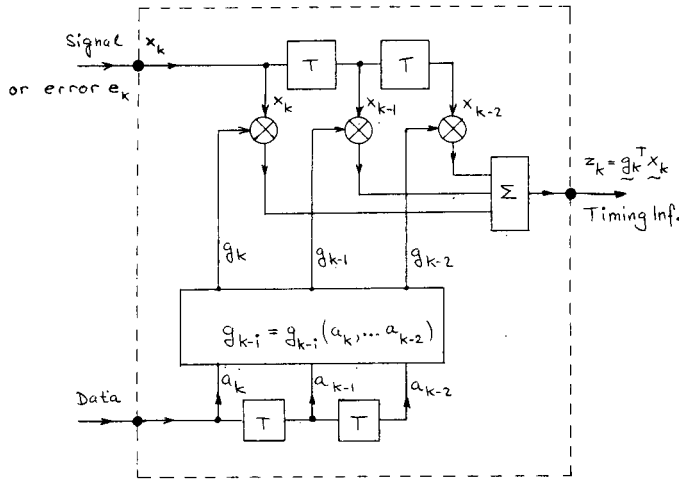 Signal x_k
or error e_k
T
T
x_k
x_{k-1}
x_{k-2}
Σ
z_k = g_k^T x_k
Timing Inf.
g_k
g_{k-1}
g_{k-2}
g_{k-i} = g_{k-i}(a_k, ... a_{k-2})
a_k
a_{k-1}
a_{k-2}
Data
T
T